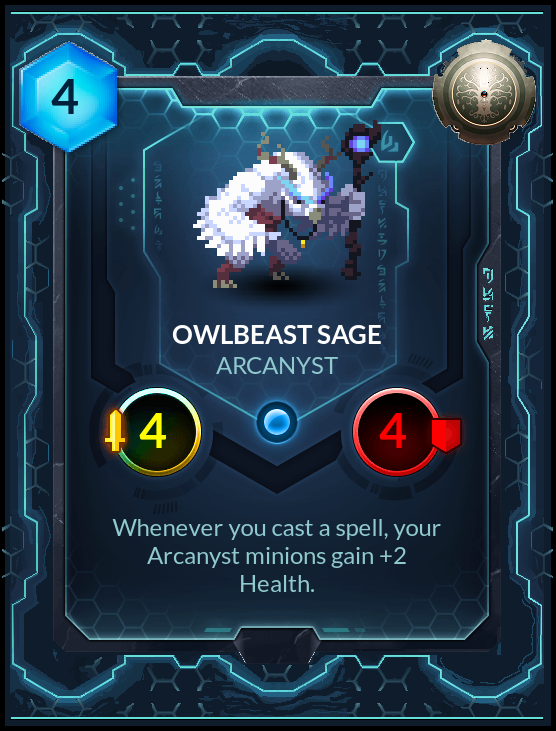 4
OWLBEAST SAGE
ARCANYST
4
4
Whenever you cast a spell, your
Arcanyst minions gain +2
Health.